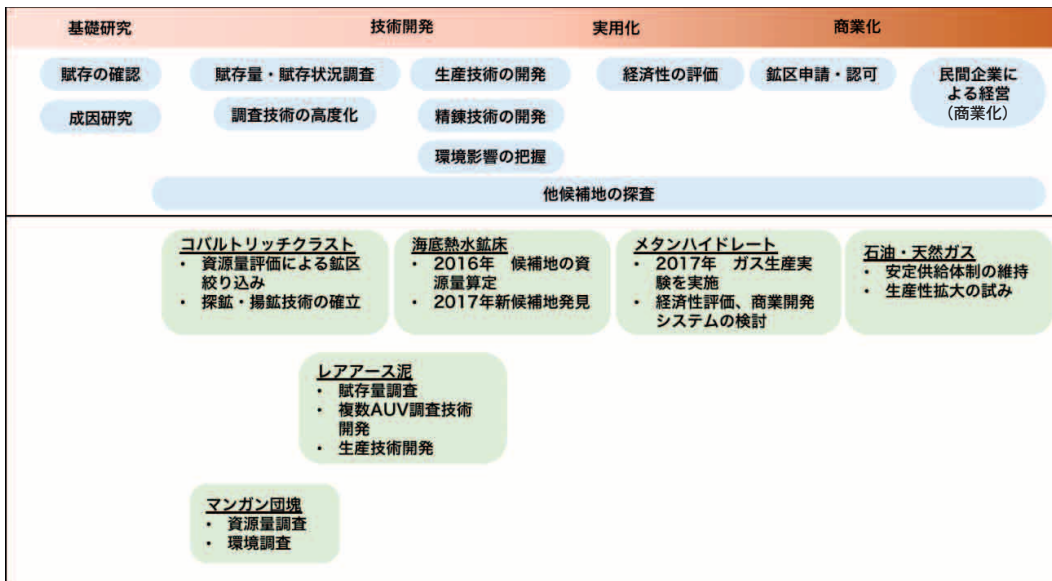 基礎研究 技術開発 実用化 商業化
賦存の確認 賦存量・賦存状況調査 生産技術の開発 経済性の評価 鉱区申請・認可 民間企業に
よる経営
(商業化)
成因研究 調査技術の高度化 精錬技術の開発
環境影響の把握
他候補地の探査
コバルトリッチクラスト
• 資源量評価による鉱区
絞り込み
• 探鉱・揚鉱技術の確立
海底熱水鉱床
• 2016年 候補地の資
源量算定
• 2017年新候補地発見
メタンハイドレート
• 2017年 ガス生産実
験を実施
• 経済性評価、商業開発
システムの検討
石油・天然ガス
• 安定供給体制の維持
• 生産性拡大の試み
レアアース泥
• 賦存量調査
• 複数AUV調査技術
開発
• 生産技術開発
マンガン団塊
• 資源量調査
• 環境調査